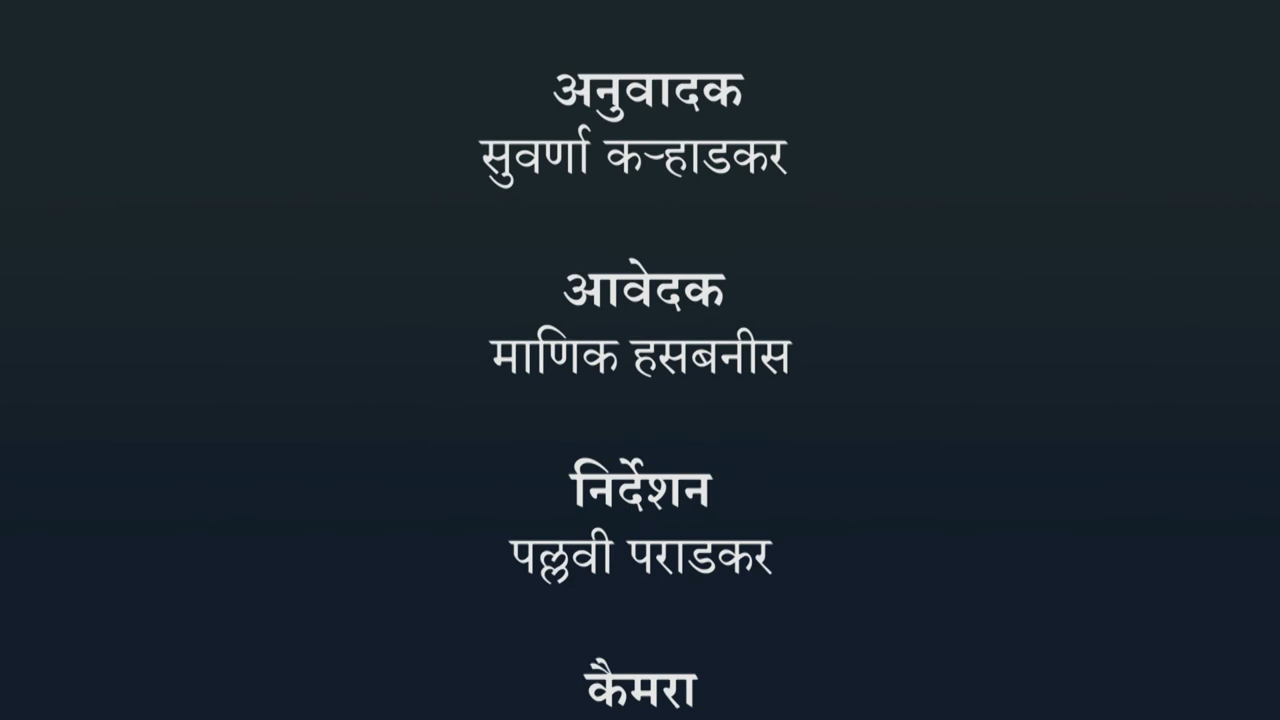 अनुवादक
सुवर्णा कऱ्हाडकर
आवेदक
माणिक हसबनीस
निर्देशन
पल्लवी पराडकर
कैमरा